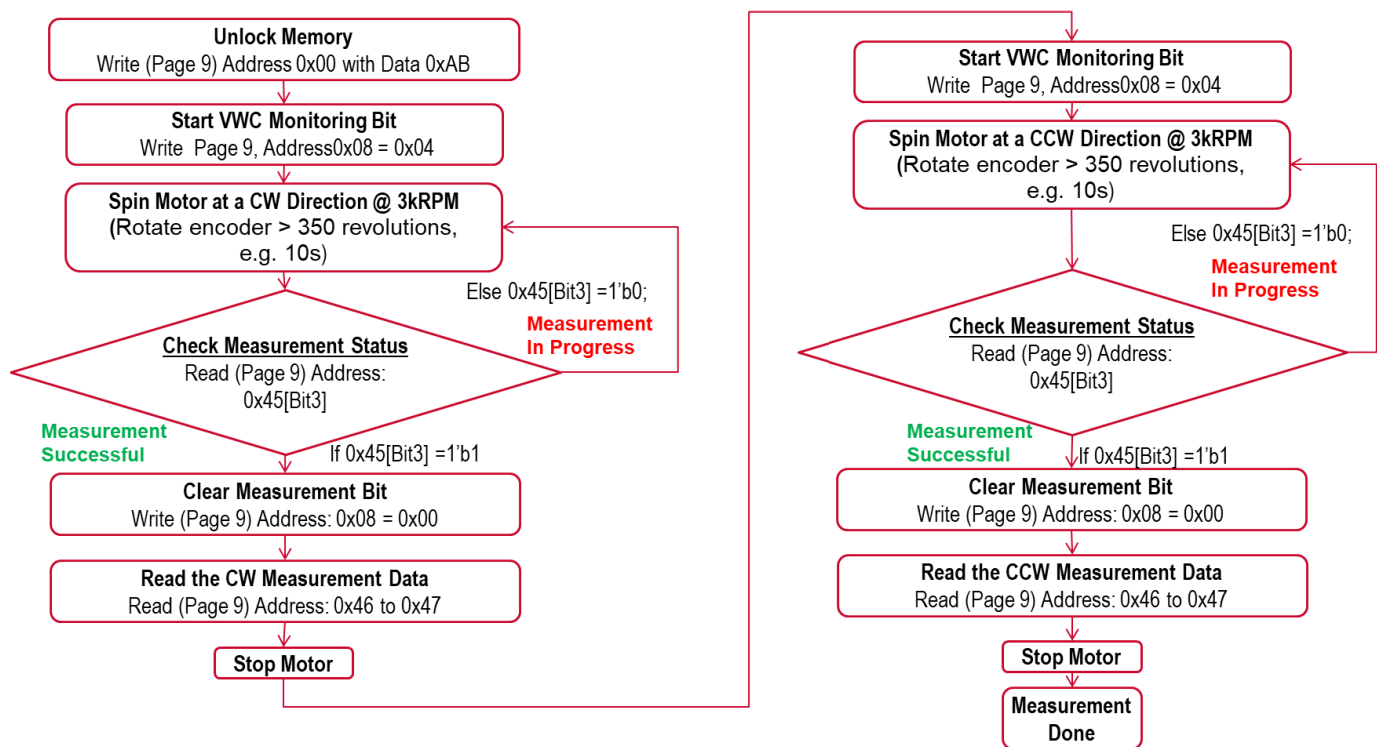 Unlock Memory
Write (Page 9) Address 0x00 with Data 0xAB
Start VWC Monitoring Bit
Write  Page 9, Address0x08 = 0x04
Spin Motor at a CW Direction @ 3kRPM
(Rotate encoder > 350 revolutions,
e.g. 10s)
Else 0x45[Bit3] =1'b0;
Measurement
In Progress
Check Measurement Status
Read (Page 9) Address:
0x45[Bit3]
Measurement
Successful
If 0x45[Bit3] =1'b1
Clear Measurement Bit
Write (Page 9) Address: 0x08 = 0x00
Read the CW Measurement Data
Read (Page 9) Address: 0x46 to 0x47
Stop Motor
Start VWC Monitoring Bit
Write  Page 9, Address0x08 = 0x04
Spin Motor at a CCW Direction @ 3kRPM
(Rotate encoder > 350 revolutions,
e.g. 10s)
Else 0x45[Bit3] =1'b0;
Measurement
In Progress
Check Measurement Status
Read (Page 9) Address:
0x45[Bit3]
Measurement
Successful
If 0x45[Bit3] =1'b1
Clear Measurement Bit
Write (Page 9) Address: 0x08 = 0x00
Read the CCW Measurement Data
Read (Page 9) Address: 0x46 to 0x47
Stop Motor
Measurement
Done